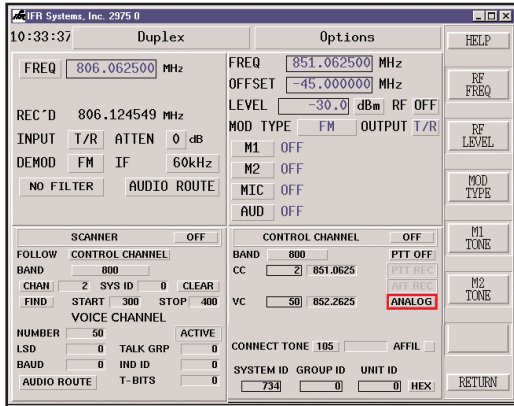 IFR Systems, Inc. 2975 0
10:33:37 Duplex Options
FREQ 806.062500 MHz
REC'D 806.124549 MHz
INPUT T/R ATTEN 0 dB
DEMOD FM IF 60kHz
NO FILTER AUDIO ROUTE
FREQ 851.062500 MHz
OFFSET -45.000000 MHz
LEVEL -30.0 dBm RF OFF
MOD TYPE FM OUTPUT T/R
M1 OFF
M2 OFF
MIC OFF
AUD OFF
SCANNER OFF
FOLLOW CONTROL CHANNEL
BAND 800
CHAN 2 SYS ID 0 CLEAR
FIND START 300 STOP 400
VOICE CHANNEL
NUMBER 50 ACTIVE
LSD 0 TALK GRP 0
BAUD 0 IND ID 0
AUDIO ROUTE T-BITS 0
CONTROL CHANNEL OFF
BAND 800 PTT OFF
CC 2 851.0625 PTT REC
AFF REC
VC 50 852.2625 ANALOG
CONNECT TONE 105 AFFIL
SYSTEM ID GROUP ID UNIT ID
734 0 0 HEX
HELP
RF
FREQ
RF
LEVEL
MOD
TYPE
M1
TONE
M2
TONE
RETURN